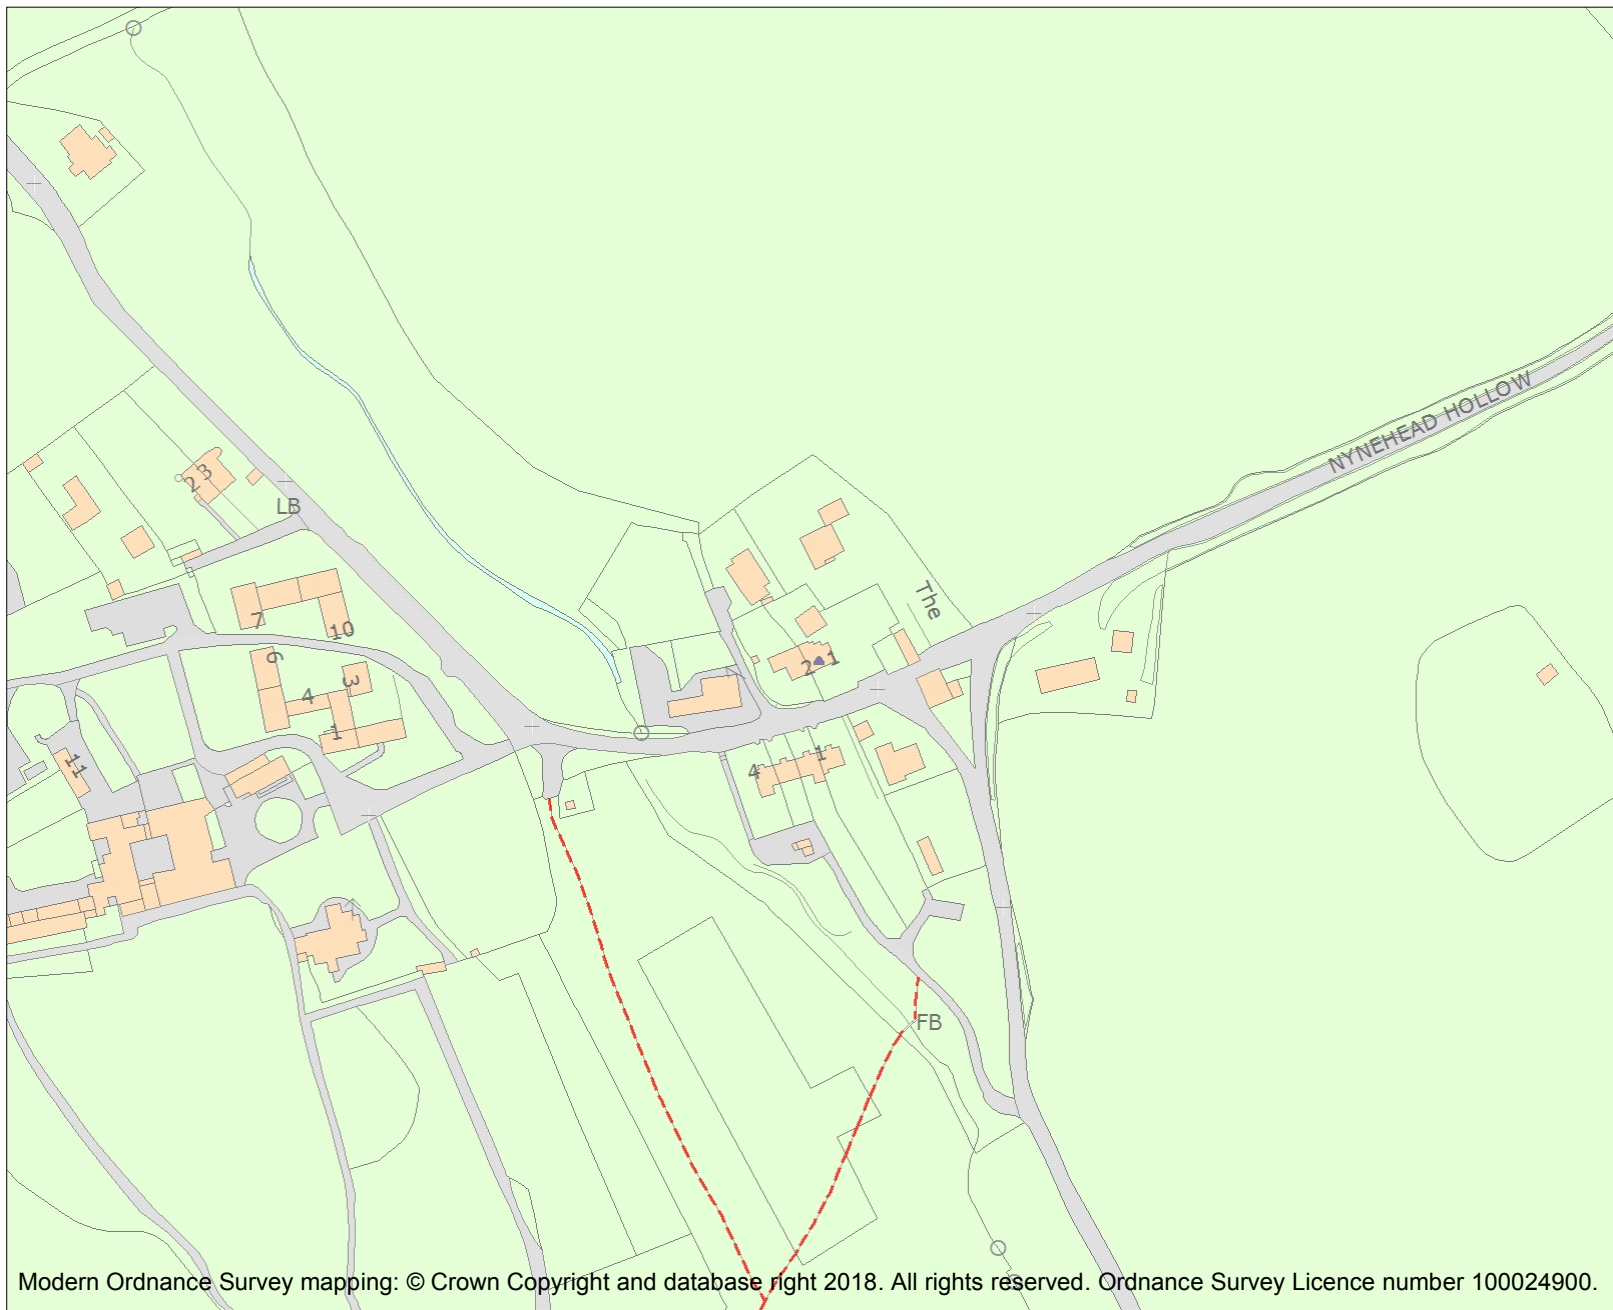 NYNEHEAD HOLLOW
2 3
LB
The
7
10
6
3
2 1
4
1
1
4
11
FB
Modern Ordnance Survey mapping: © Crown Copyright and database right 2018. All rights reserved. Ordnance Survey Licence number 100024900.